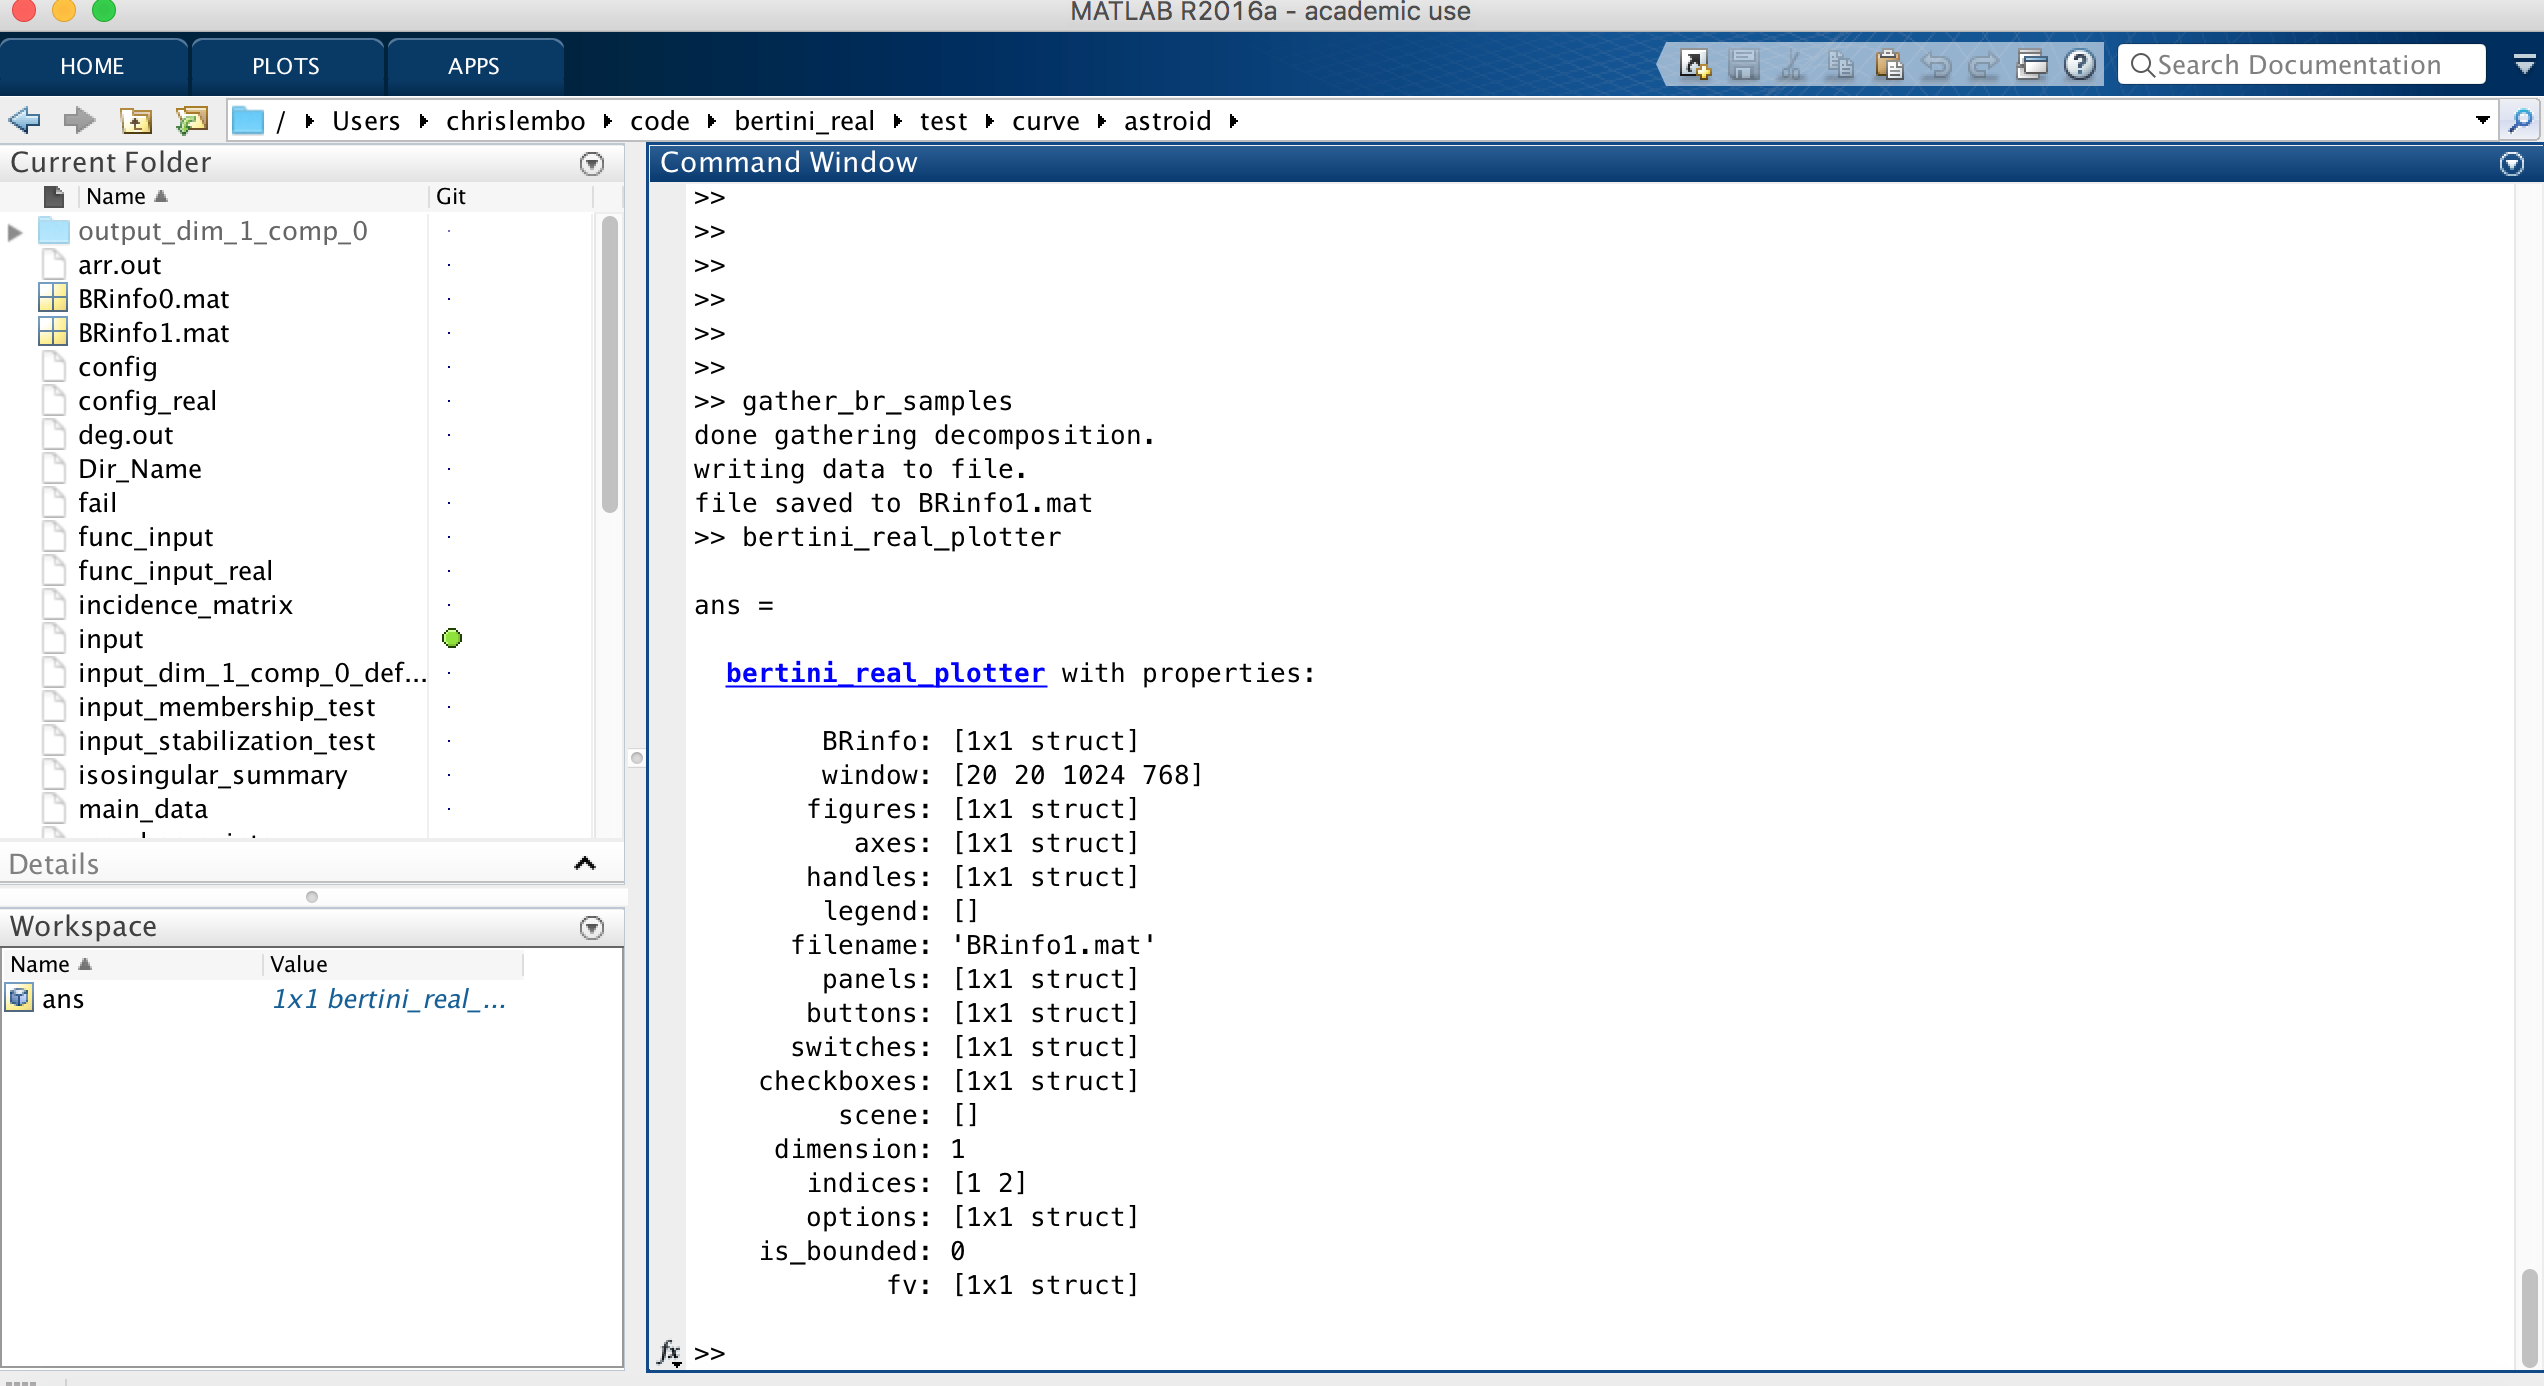 MATLAB R2016a - academic use
HOME PLOTS APPS
Search Documentation
/ Users chrislembo code bertini_real test curve astroid
Current Folder
Name Git
output_dim_1_comp_0
arr.out
BRinfo0.mat
BRinfo1.mat
config
config_real
deg.out
Dir_Name
fail
func_input
func_input_real
incidence_matrix
input
input_dim_1_comp_0_def...
input_membership_test
input_stabilization_test
isosingular_summary
main_data
Details
Workspace
Name Value
ans 1x1 bertini_real_...
Command Window
>>
>>
>>
>>
>>
>>
>> gather_br_samples
done gathering decomposition.
writing data to file.
file saved to BRinfo1.mat
>> bertini_real_plotter
ans =
bertini_real_plotter with properties:
BRinfo: [1x1 struct]
window: [20 20 1024 768]
figures: [1x1 struct]
axes: [1x1 struct]
handles: [1x1 struct]
legend: []
filename: 'BRinfo1.mat'
panels: [1x1 struct]
buttons: [1x1 struct]
switches: [1x1 struct]
checkboxes: [1x1 struct]
scene: []
dimension: 1
indices: [1 2]
options: [1x1 struct]
is_bounded: 0
fv: [1x1 struct]
fx >>